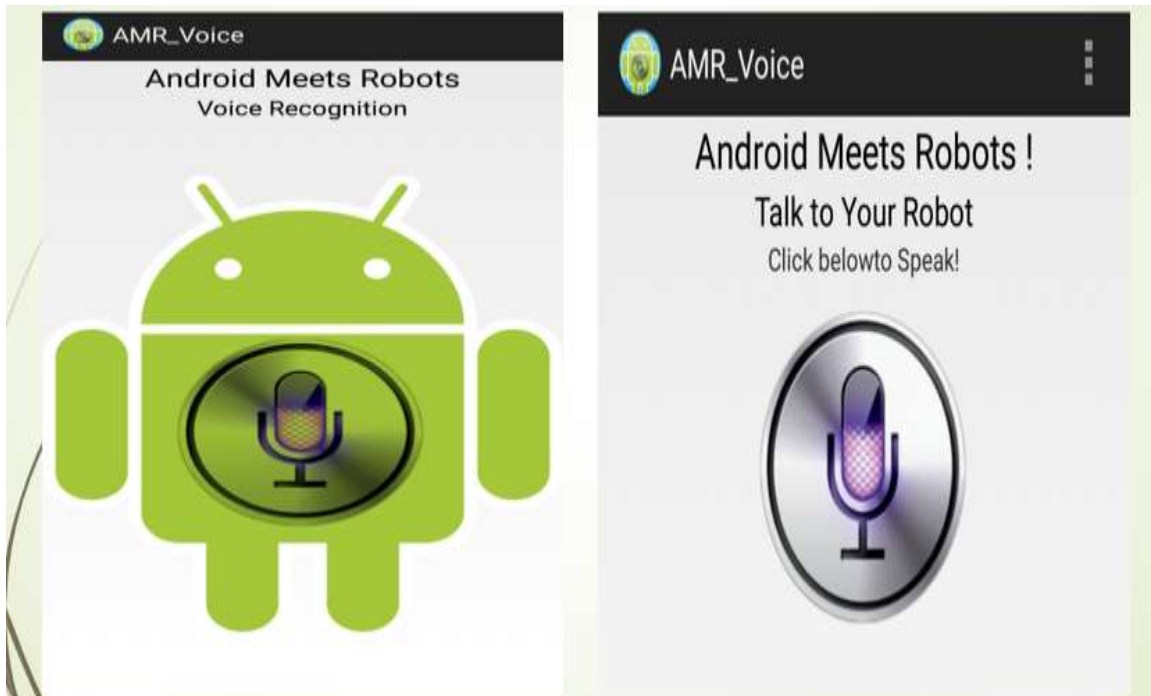 AMR_Voice
Android Meets Robots
Voice Recognition
AMR_Voice
Android Meets Robots !
Talk to Your Robot
Click belowto Speak!